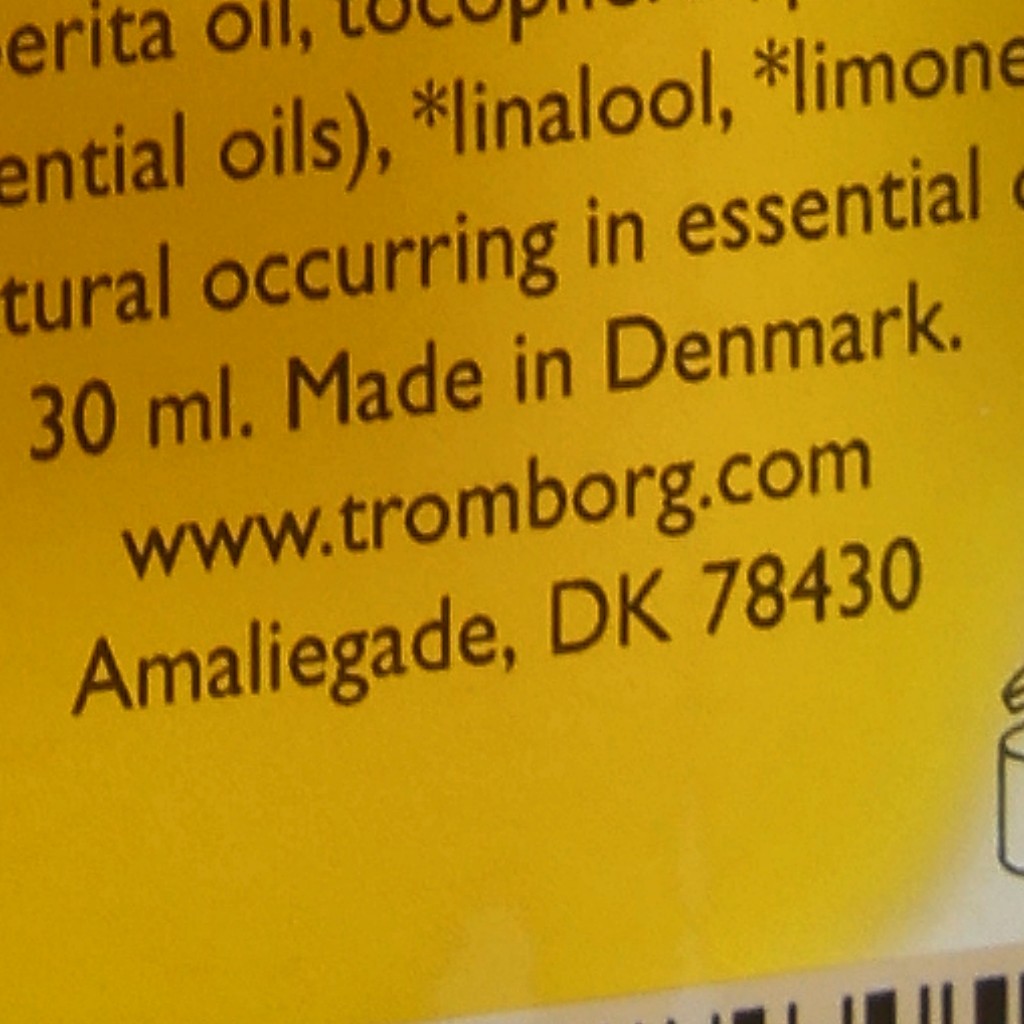 erita oil,
ential oils), *linalool, *limone
tural occurring in essential
30 ml. Made in Denmark.
www.tromborg.com
Amaliegade, DK 78430